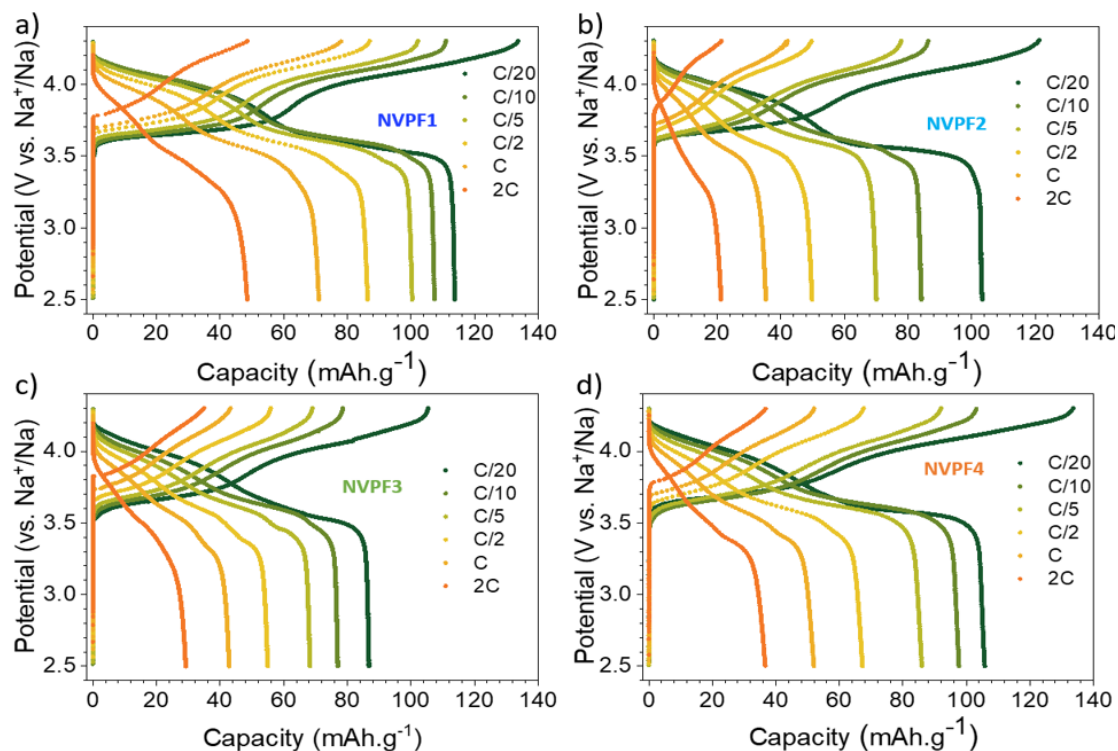 a)
Potential (V vs. Na⁺/Na)
4.0
3.5
3.0
2.5
NVPF1
C/20
C/10
C/5
C/2
C
2C
0 20 40 60 80 100 120 140
Capacity (mAh.g⁻¹)
b)
Potential (V vs. Na⁺/Na)
4.0
3.5
3.0
2.5
NVPF2
C/20
C/10
C/5
C/2
C
2C
0 20 40 60 80 100 120 140
Capacity (mAh.g⁻¹)
c)
Potential (vs. Na⁺/Na)
4.0
3.5
3.0
2.5
NVPF3
C/20
C/10
C/5
C/2
C
2C
0 20 40 60 80 100 120 140
Capacity (mAh.g⁻¹)
d)
Potential (V vs. Na⁺/Na)
4.0
3.5
3.0
2.5
NVPF4
C/20
C/10
C/5
C/2
C
2C
0 20 40 60 80 100 120 140
Capacity (mAh.g⁻¹)